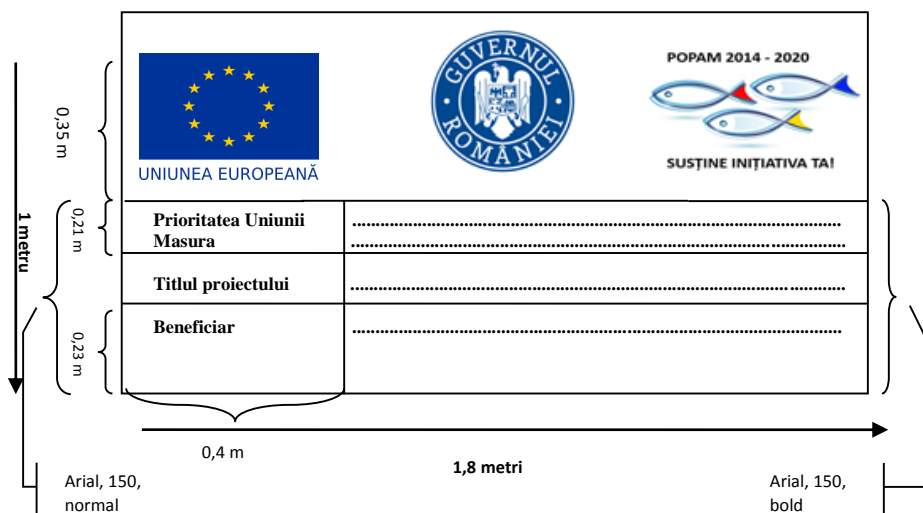 POPAM 2014 - 2020
GUVERNUL ROMÂNIEI
UNIUNEA EUROPEANĂ
SUSȚINE INIȚIATIVA TA!
0,35 m
1 metru
0,21 m
Prioritatea Uniunii ........................................................................
Masura ........................................................................
Titlul proiectului ........................................................................
Beneficiar ........................................................................
0,23 m
0,4 m
1,8 metri
Arial, 150,
normal
Arial, 150,
bold